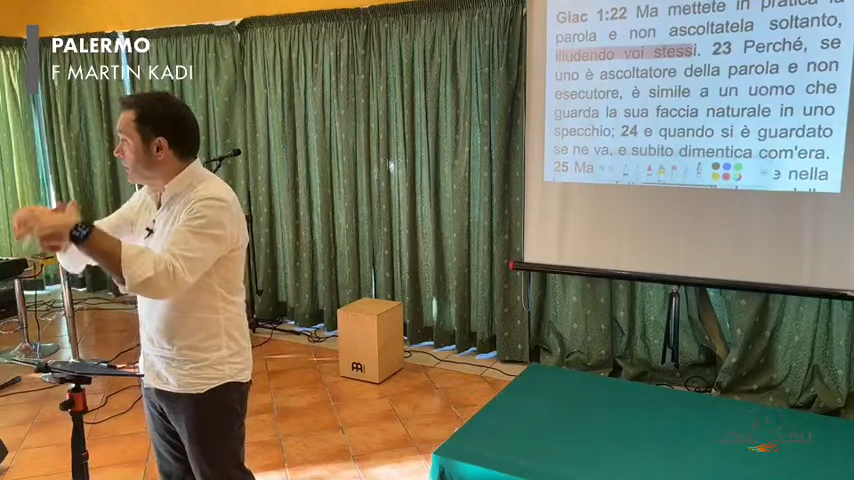 PALERMO
F MARTIN KADI
Giac 1:22 Ma mettete in pratica la
parola e non ascoltatela soltanto,
illudendo voi stessi. 23 Perché, se
uno è ascoltatore della parola e non
esecutore, è simile a un uomo che
guarda la sua faccia naturale in uno
specchio, 24 e quando si è guardato
se ne va, e subito dimentica com'era.
25 Ma
e nella
MEINL